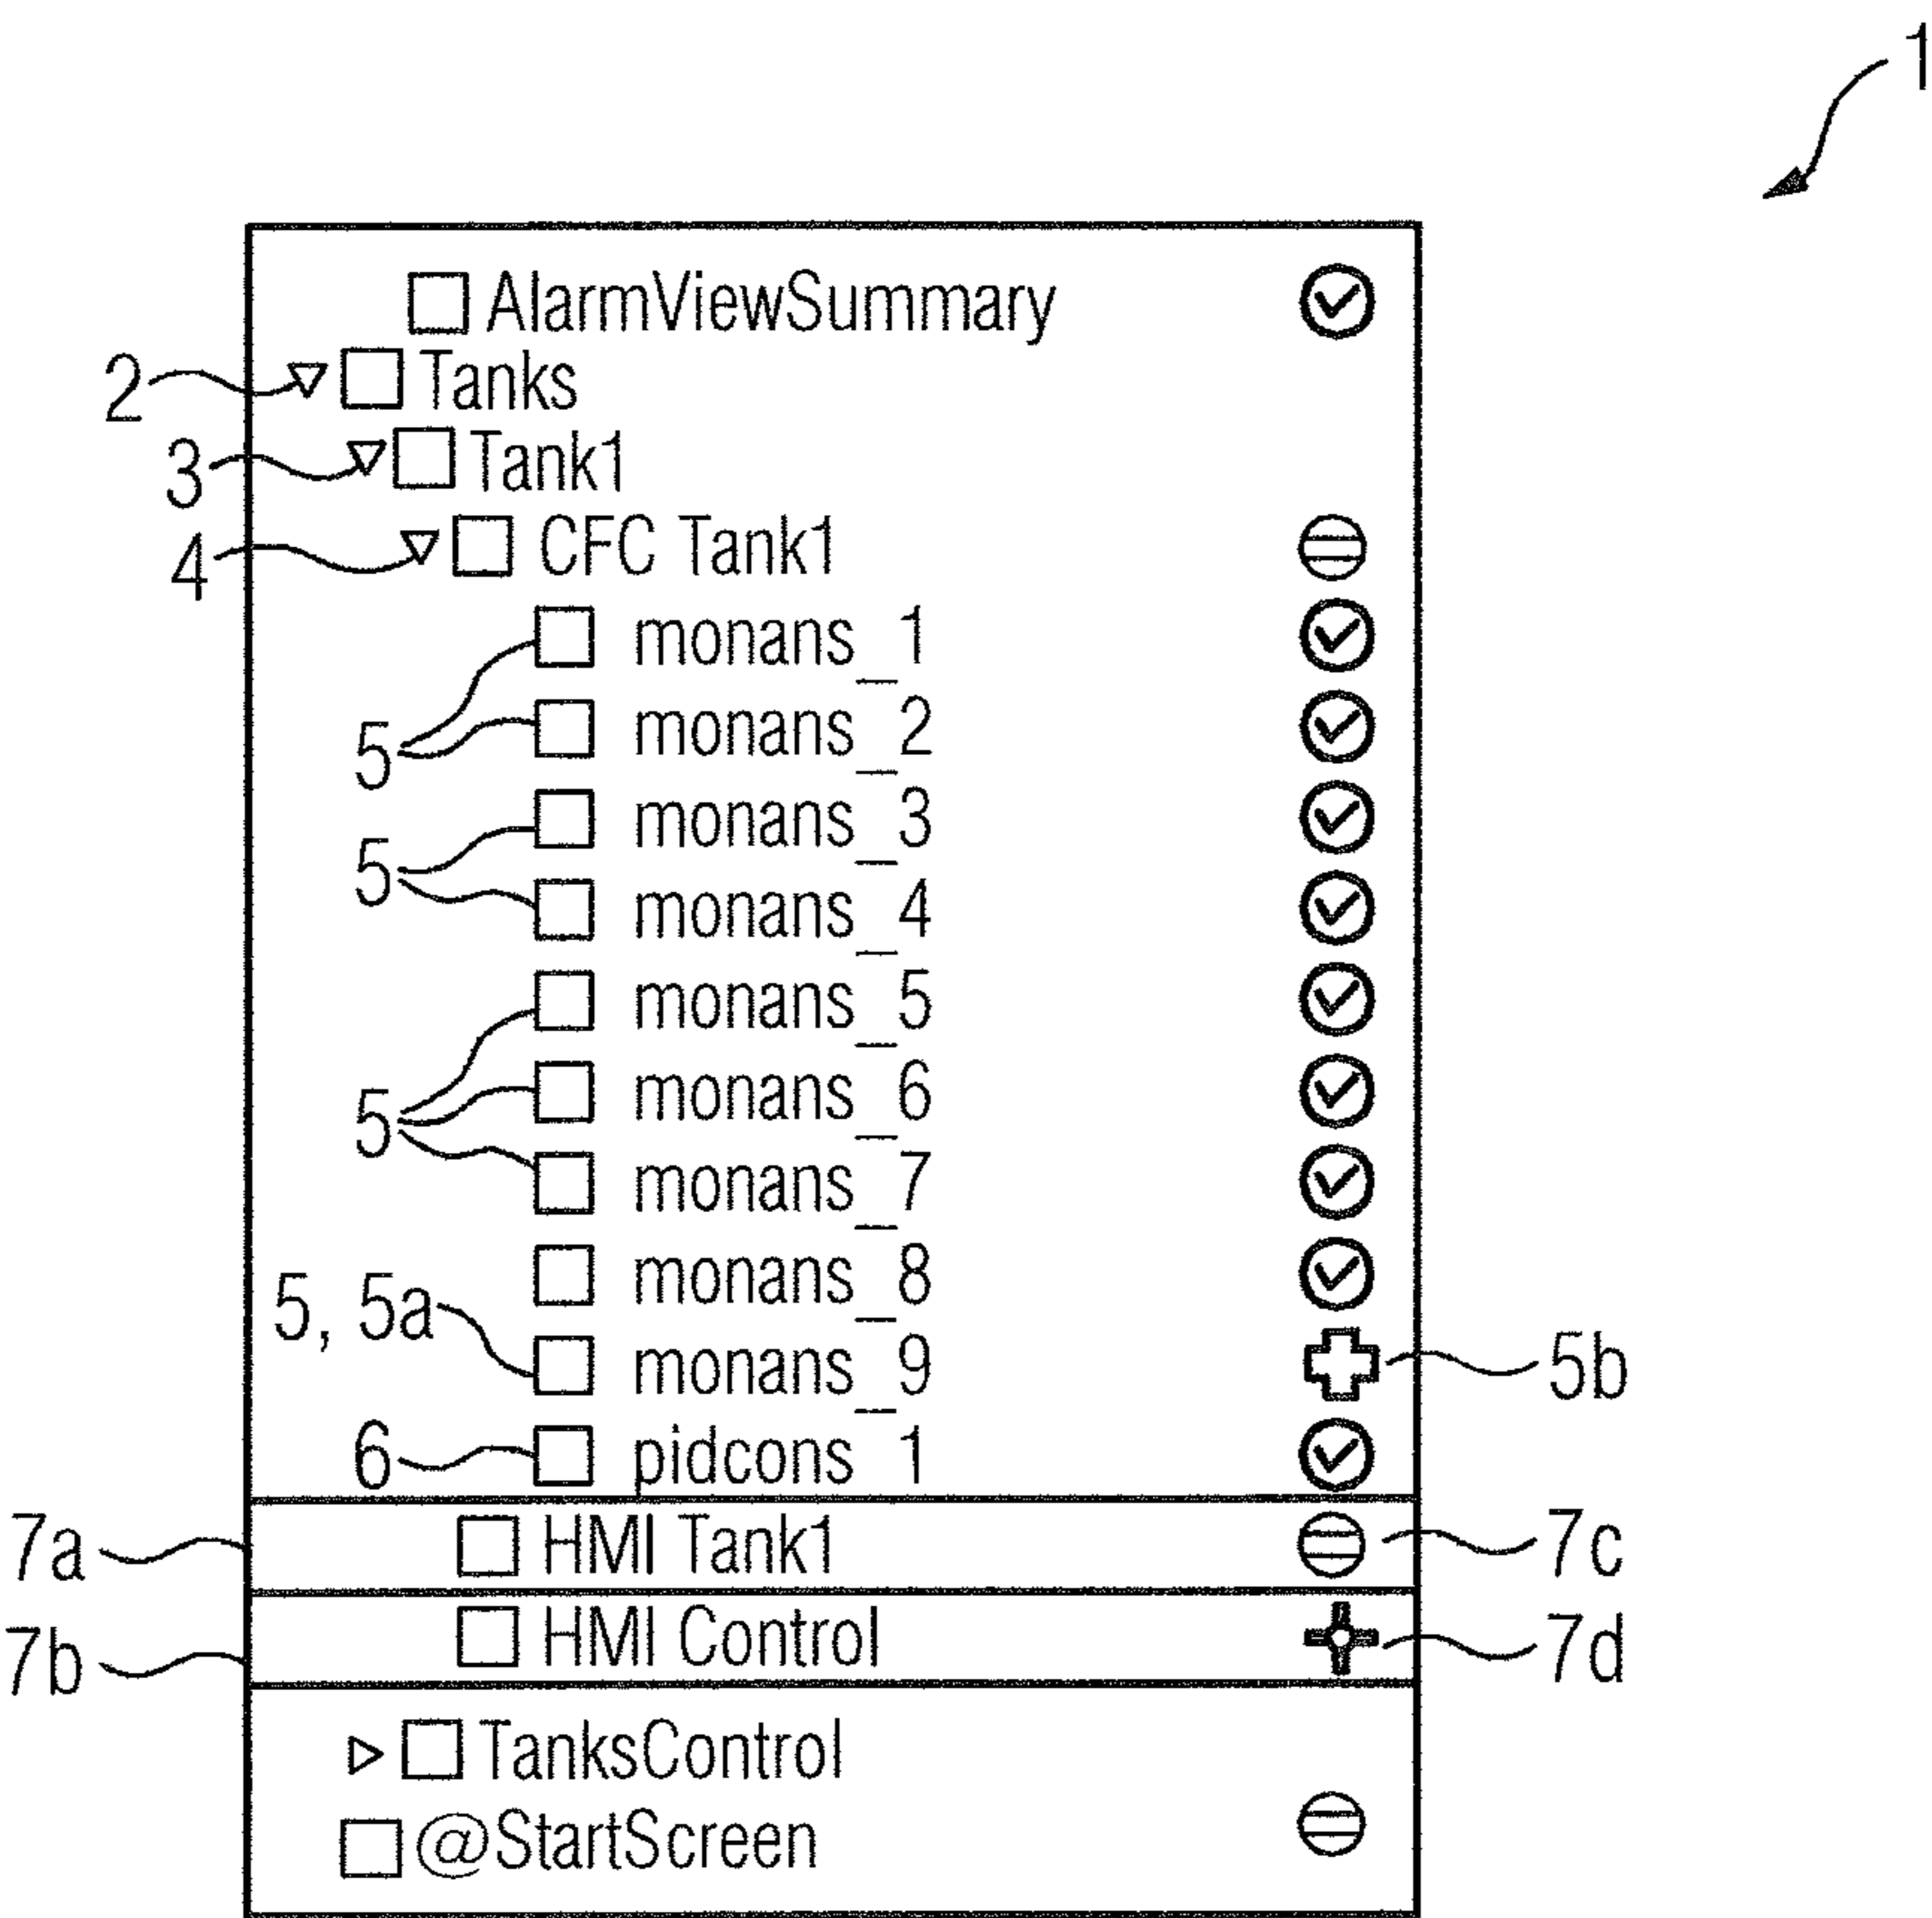 1
AlarmViewSummary
2 Tanks
3 Tank1
4 CFC Tank1
monans_1
5 monans_2
monans_3
5 monans_4
monans_5
5 monans_6
monans_7
monans_8
5, 5a monans_9 5b
6 pidcons_1
7a HMI Tank1 7c
7b HMI Control 7d
TanksControl
@StartScreen